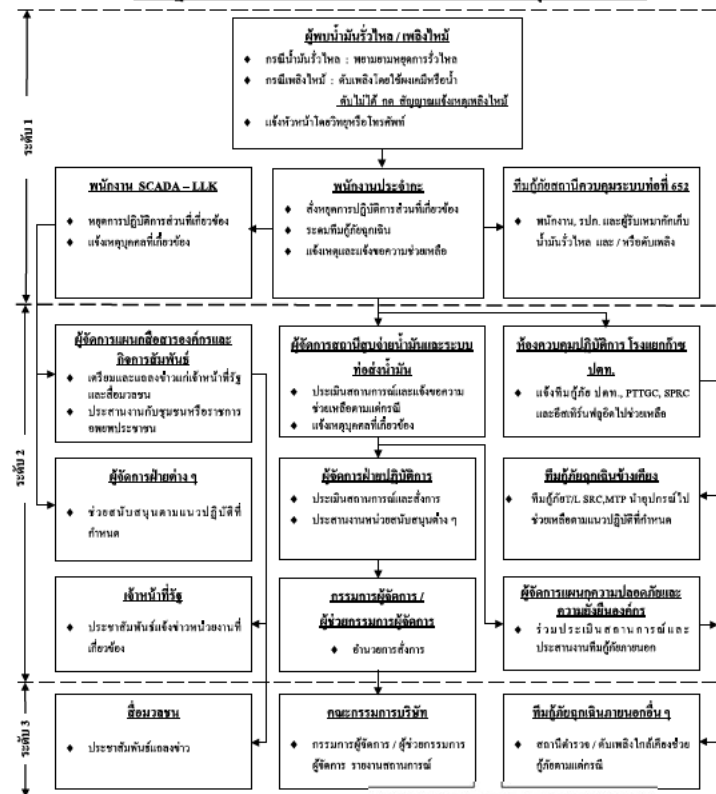 ผู้พบน้ำมันรั่วไหล / เพลิงไหม้
♦ กรณีน้ำมันรั่วไหล : พยายามหยุดการรั่วไหล
♦ กรณีเพลิงไหม้ : ดับเพลิงโดยใช้ผงเคมีหรือน้ำ
ดับไม่ได้ กด สัญญาณแจ้งเหตุเพลิงไหม้
♦ แจ้งหัวหน้าโดยวิทยุหรือโทรศัพท์
ระดับ 1
พนักงาน SCADA – LLK
♦ หยุดการปฏิบัติการส่วนที่เกี่ยวข้อง
♦ แจ้งเหตุบุคคลที่เกี่ยวข้อง
พนักงานประจำกะ
♦ สั่งหยุดการปฏิบัติการส่วนที่เกี่ยวข้อง
♦ ระดมทีมกู้ภัยฉุกเฉิน
♦ แจ้งเหตุและแจ้งขอความช่วยเหลือ
ทีมกู้ภัยสถานีควบคุมระบบท่อที่ 652
♦ พนักงาน, รปภ. และผู้รับเหมากักเก็บ
น้ำมันรั่วไหล และ / หรือดับเพลิง
ระดับ 2
ผู้จัดการแผนกสื่อสารองค์กรและ
กิจการสัมพันธ์
♦ เตรียมและแถลงข่าวแก่เจ้าหน้าที่รัฐ
และสื่อมวลชน
♦ ประสานงานกับชุมชนหรือราชการ
อพยพประชาชน
ผู้จัดการสถานีสูบจ่ายน้ำมันและระบบ
ท่อส่งน้ำมัน
♦ ประเมินสถานการณ์และแจ้งขอความ
ช่วยเหลือตามแต่กรณี
♦ แจ้งเหตุบุคคลที่เกี่ยวข้อง
ห้องควบคุมปฏิบัติการ โรงแยกก๊าซ
ปตท.
♦ แจ้งทีมกู้ภัย ปตท., PTTGC, SPRC
และอีสเทิร์นฟลูอิดไปช่วยเหลือ
ผู้จัดการฝ่ายต่าง ๆ
♦ ช่วยสนับสนุนตามแนวปฏิบัติที่
กำหนด
ผู้จัดการฝ่ายปฏิบัติการ
♦ ประเมินสถานการณ์และสั่งการ
♦ ประสานงานหน่วยสนับสนุนต่าง ๆ
ทีมกู้ภัยฉุกเฉินข้างเคียง
♦ ทีมกู้ภัยT/L SRC,MTP นำอุปกรณ์ไป
ช่วยเหลือตามแนวปฏิบัติที่กำหนด
เจ้าหน้าที่รัฐ
♦ ประชาสัมพันธ์แจ้งข่าวหน่วยงานที่
เกี่ยวข้อง
กรรมการผู้จัดการ /
ผู้ช่วยกรรมการผู้จัดการ
♦ อำนวยการสั่งการ
ผู้จัดการแผนกความปลอดภัยและ
ความยั่งยืนองค์กร
♦ ร่วมประเมินสถานการณ์และ
ประสานงานทีมกู้ภัยภายนอก
ระดับ 3
สื่อมวลชน
♦ ประชาสัมพันธ์แถลงข่าว
คณะกรรมการบริษัท
♦ กรรมการผู้จัดการ / ผู้ช่วยกรรมการ
ผู้จัดการ รายงานสถานการณ์
ทีมกู้ภัยฉุกเฉินภายนอกอื่น ๆ
♦ สถานีตำรวจ / ดับเพลิงใกล้เคียงช่วย
กู้ภัยตามแต่กรณี